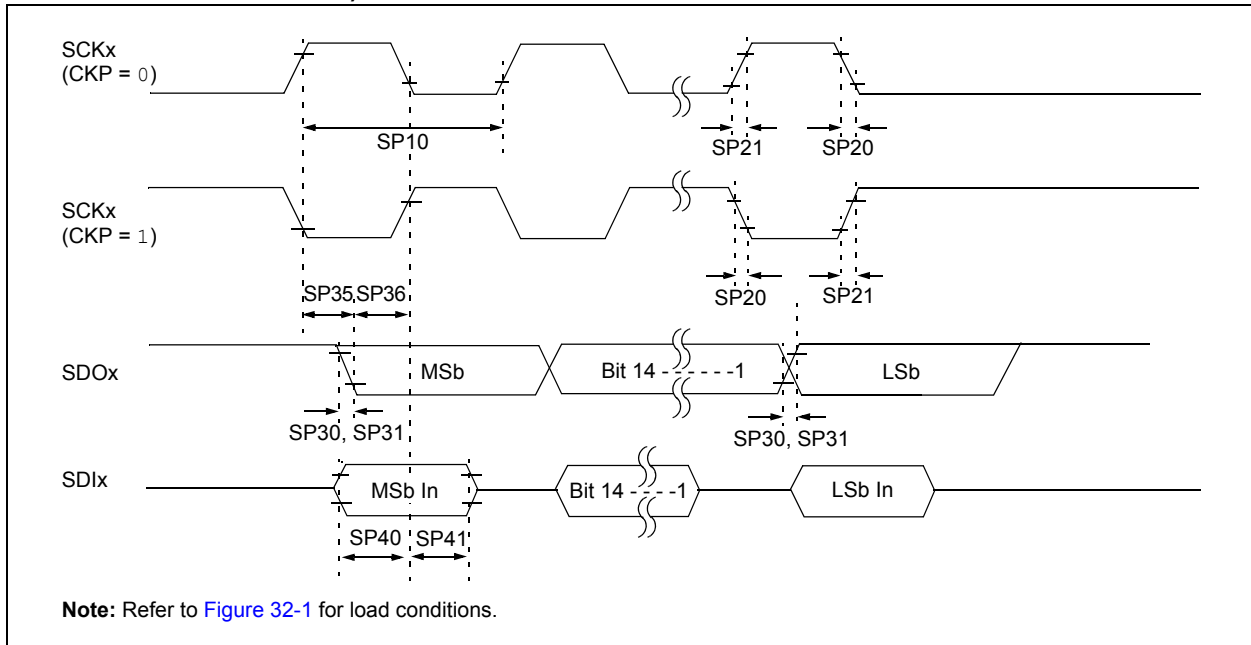 SCKx
(CKP = 0)
SP10
SP21
SP20
SCKx
(CKP = 1)
SP20
SP21
SP35
SP36
SDOx
MSb
Bit 14 - - - - - -1
LSb
SP30, SP31
SP30, SP31
SDIx
MSb In
Bit 14 - - - -1
LSb In
SP40
SP41
Note: Refer to Figure 32-1 for load conditions.